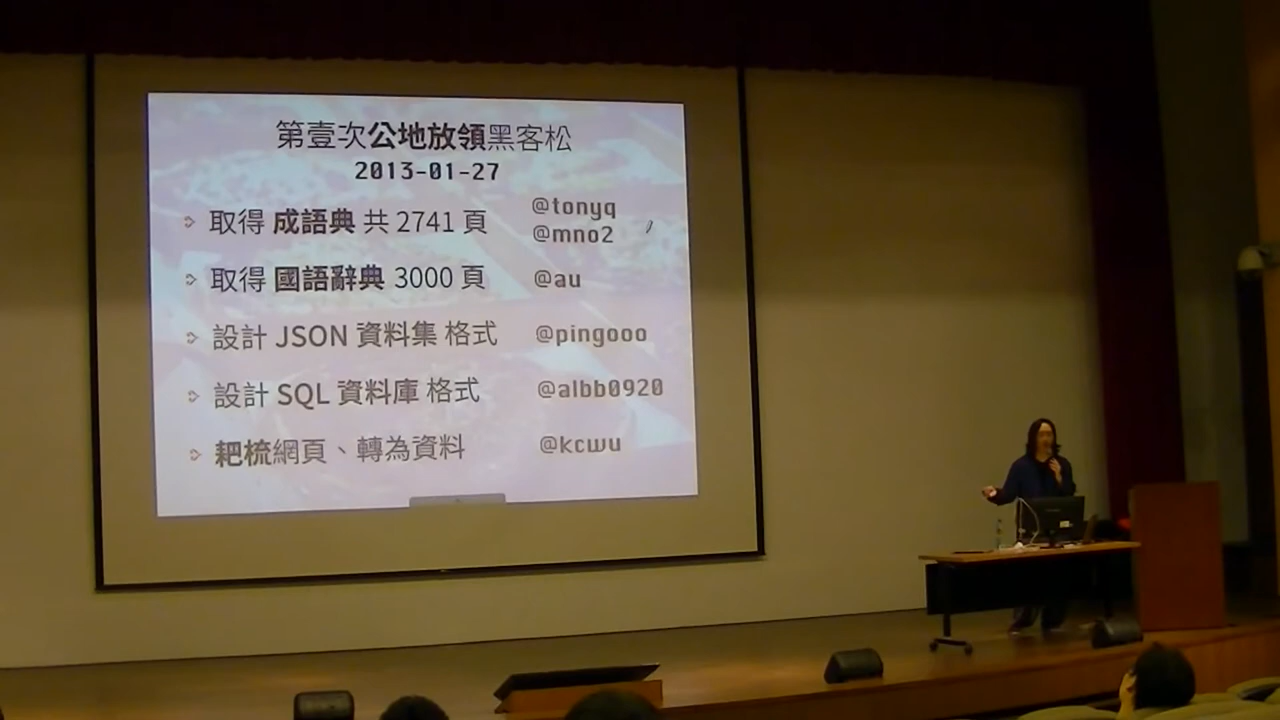 第壹次公地放領黑客松
2013-01-27
取得 成語典 共 2741 頁 @tonyq @mno2
取得 國語辭典 3000 頁 @au
設計 JSON 資料集 格式 @pingooo
設計 SQL 資料庫 格式 @albb0920
耙梳網頁、轉為資料 @kcwu